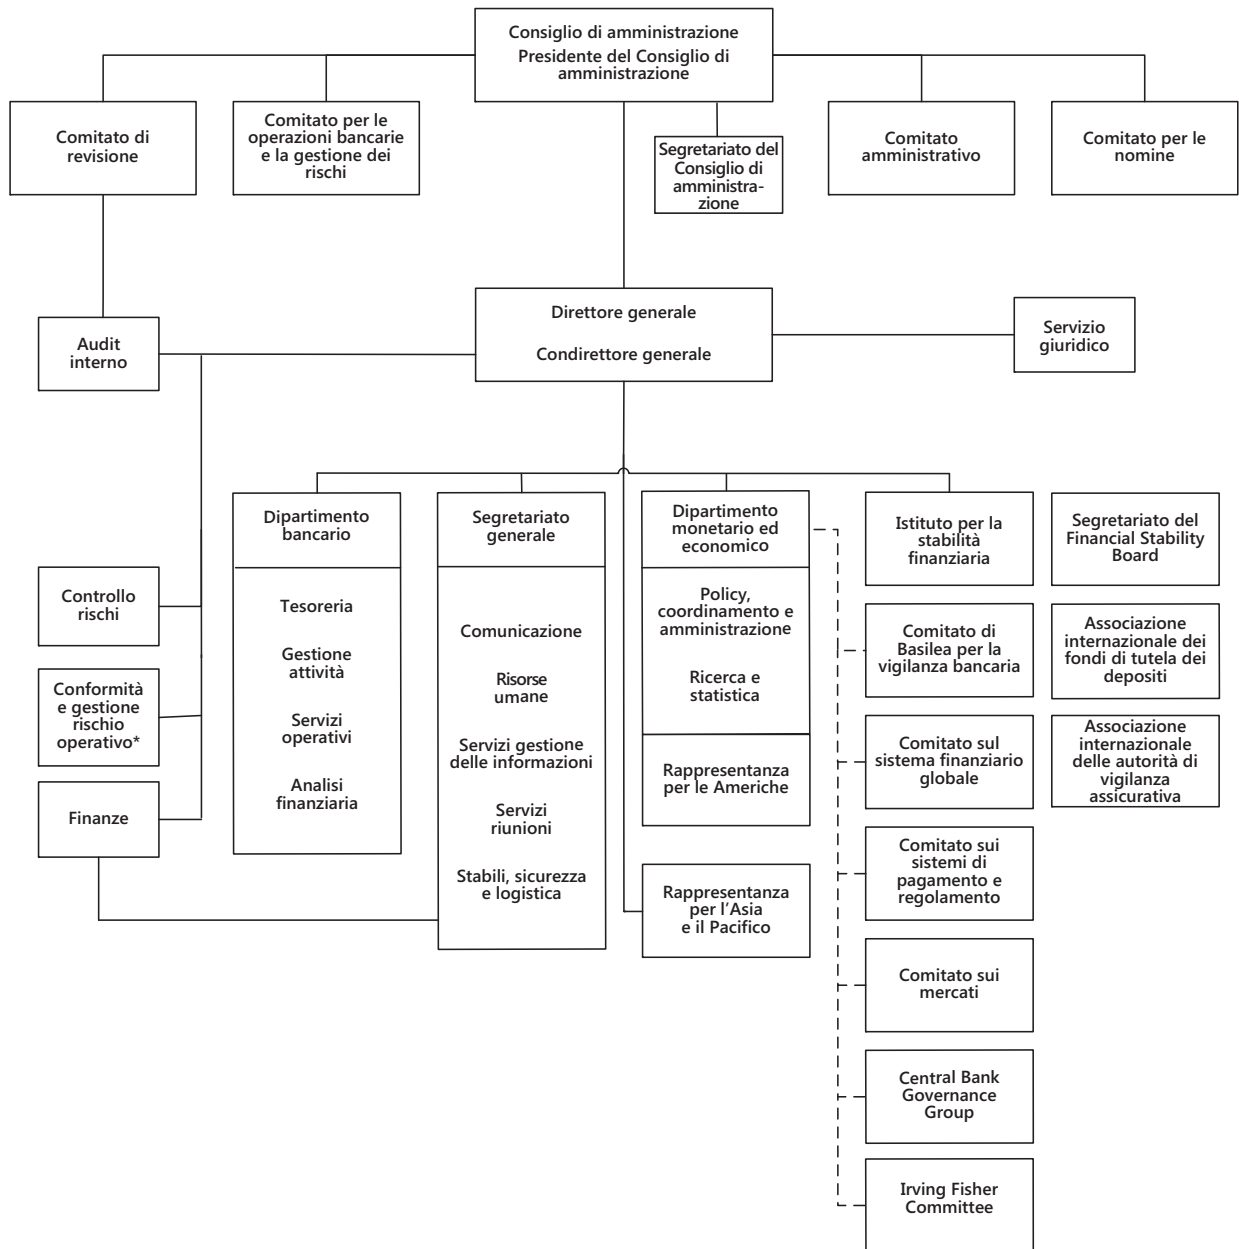 Consiglio di amministrazione
Presidente del Consiglio di
amministrazione
Comitato di
revisione
Comitato per le
operazioni bancarie
e la gestione dei
rischi
Segretariato del
Consiglio di
amministra-
zione
Comitato
amministrativo
Comitato per le
nomine
Direttore generale
Condirettore generale
Audit
interno
Servizio
giuridico
Controllo
rischi
Conformità
e gestione
rischio
operativo*
Finanze
Dipartimento
bancario
Tesoreria
Gestione
attività
Servizi
operativi
Analisi
finanziaria
Segretariato
generale
Comunicazione
Risorse
umane
Servizi gestione
delle informazioni
Servizi
riunioni
Stabili, sicurezza
e logistica
Dipartimento
monetario ed
economico
Policy,
coordinamento e
amministrazione
Ricerca e
statistica
Rappresentanza
per le Americhe
Rappresentanza
per l'Asia
e il Pacifico
Istituto per la
stabilità
finanziaria
Comitato di
Basilea per la
vigilanza bancaria
Comitato sul
sistema finanziario
globale
Comitato sui
sistemi di
pagamento e
regolamento
Comitato sui
mercati
Central Bank
Governance
Group
Irving Fisher
Committee
Segretariato del
Financial Stability
Board
Associazione
internazionale dei
fondi di tutela dei
depositi
Associazione
internazionale
delle autorità di
vigilanza
assicurativa